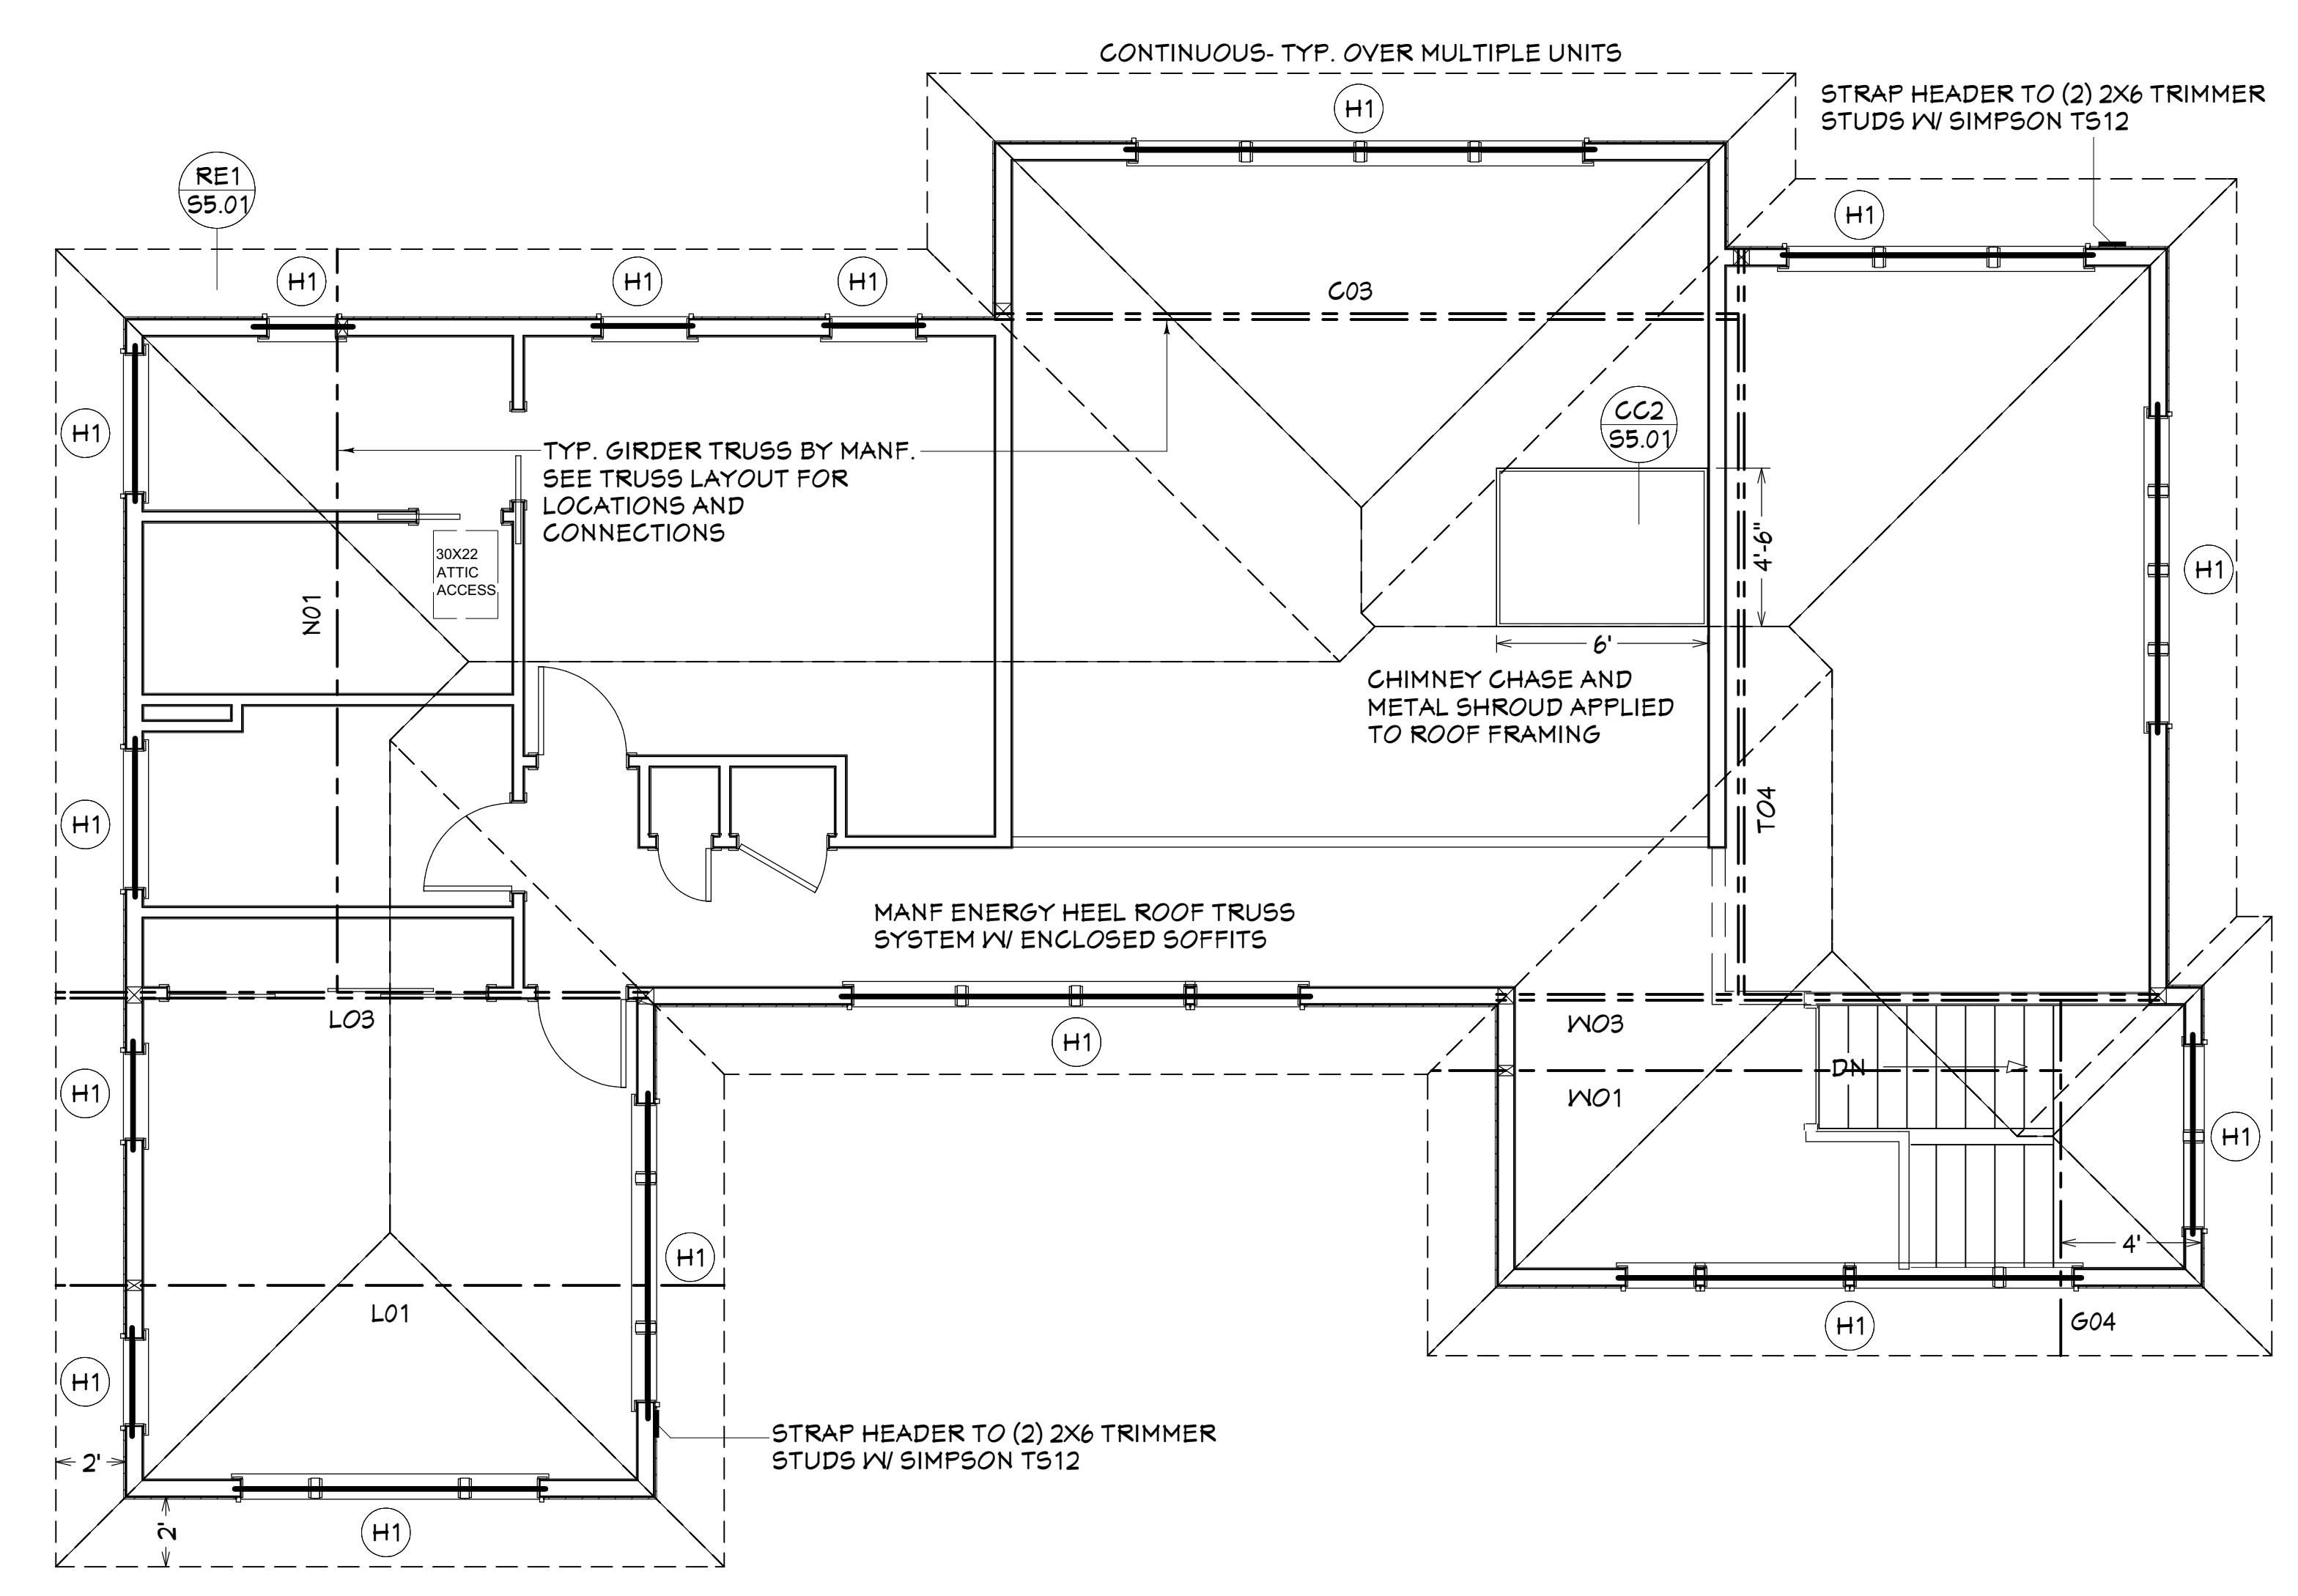 CONTINUOUS- TYP. OVER MULTIPLE UNITS
STRAP HEADER TO (2) 2X6 TRIMMER
STUDS W/ SIMPSON TS12
H1
RE1
S5.01
H1
H1
H1
H1
C03
H1
CC2
S5.01
TYP. GIRDER TRUSS BY MANF.
SEE TRUSS LAYOUT FOR
LOCATIONS AND
CONNECTIONS
30X22
ATTIC
ACCESS
N01
4'-6"
H1
6'
CHIMNEY CHASE AND
METAL SHROUD APPLIED
TO ROOF FRAMING
T04
H1
MANF ENERGY HEEL ROOF TRUSS
SYSTEM W/ ENCLOSED SOFFITS
L03
W03
H1
DN
H1
W01
H1
H1
4'
L01
H1
G04
H1
STRAP HEADER TO (2) 2X6 TRIMMER
STUDS W/ SIMPSON TS12
2'
2'
H1